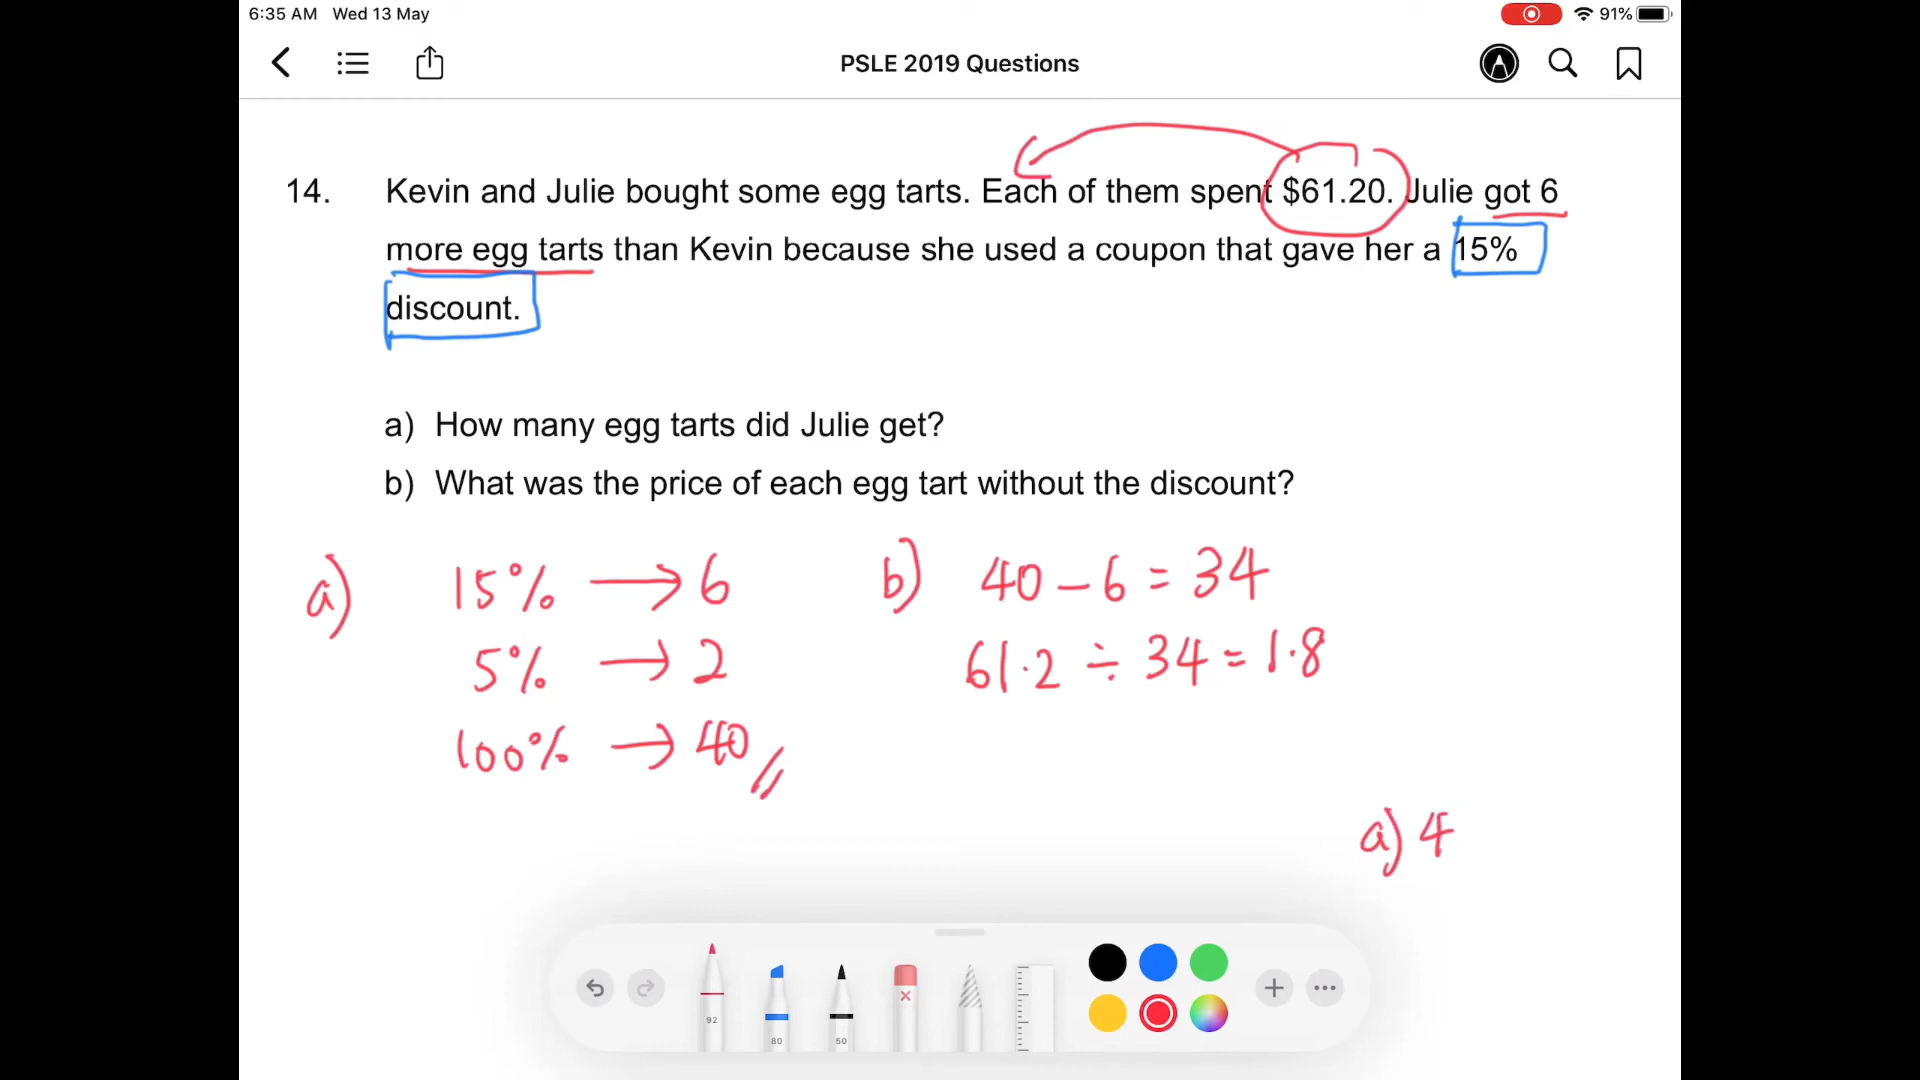 6:35 AM Wed 13 May
91%
PSLE 2019 Questions
14. Kevin and Julie bought some egg tarts. Each of them spent $61.20. Julie got 6
more egg tarts than Kevin because she used a coupon that gave her a 15%
discount.
a) How many egg tarts did Julie get?
b) What was the price of each egg tart without the discount?
a) 15% → 6
5% → 2
100% → 40
b) 40 - 6 = 34
61.2 ÷ 34 = 1.8
a) 4
92
80
50